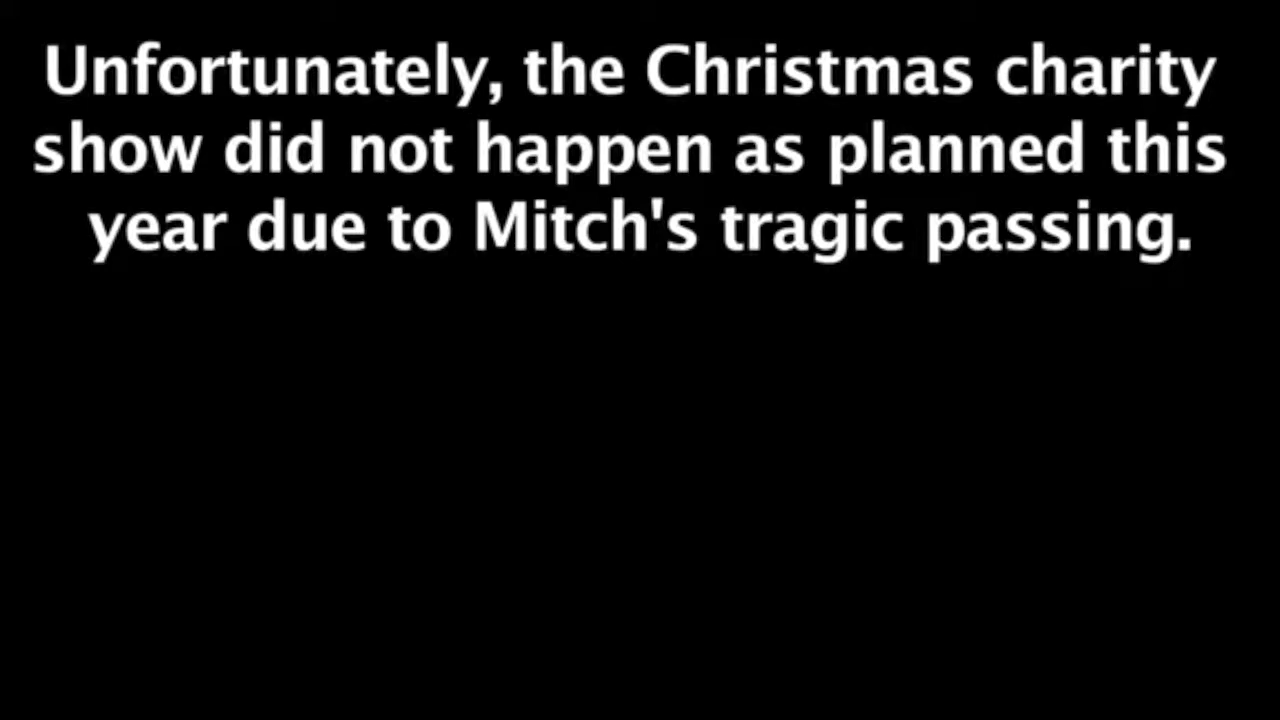 Unfortunately, the Christmas charity
show did not happen as planned this
year due to Mitch's tragic passing.